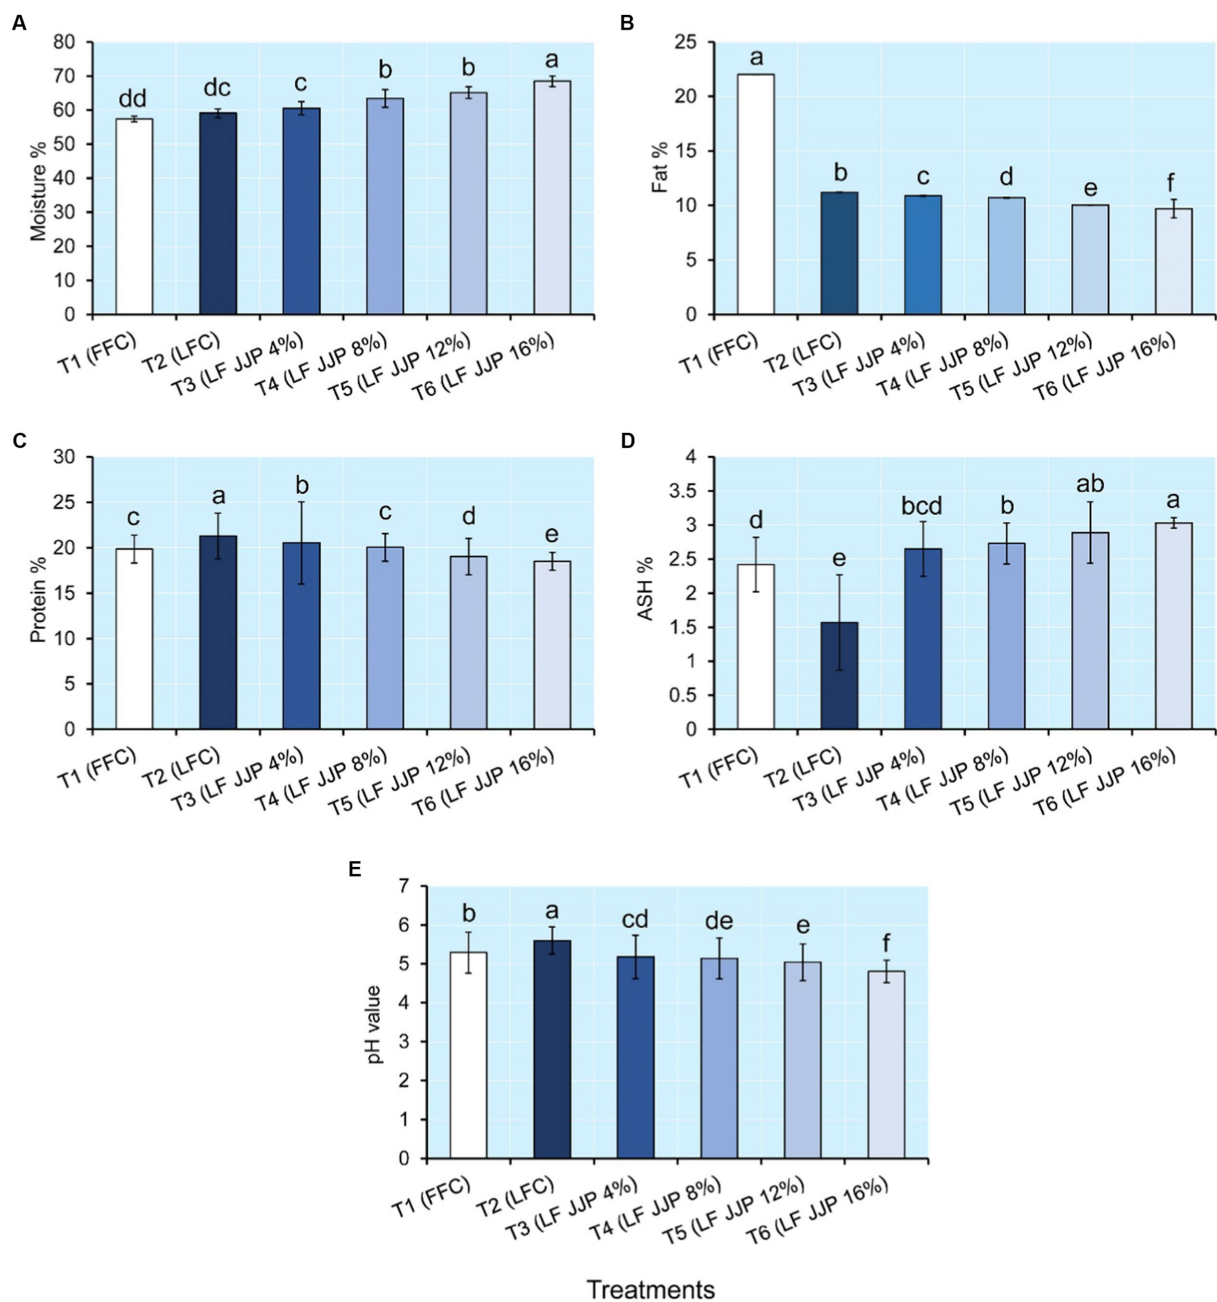 A
Moisture %
80
70
60
50
40
30
20
10
0
dd
dc
c
b
b
a
T1 (FFC)
T2 (LFC)
T3 (LF JJP 4%)
T4 (LF JJP 8%)
T5 (LF JJP 12%)
T6 (LF JJP 16%)
B
Fat %
25
20
15
10
5
0
a
b
c
d
e
f
T1 (FFC)
T2 (LFC)
T3 (LF JJP 4%)
T4 (LF JJP 8%)
T5 (LF JJP 12%)
T6 (LF JJP 16%)
C
Protein %
30
25
20
15
10
5
0
c
a
b
c
d
e
T1 (FFC)
T2 (LFC)
T3 (LF JJP 4%)
T4 (LF JJP 8%)
T5 (LF JJP 12%)
T6 (LF JJP 16%)
D
ASH %
4
3.5
3
2.5
2
1.5
1
0.5
0
d
e
bcd
b
ab
a
T1 (FFC)
T2 (LFC)
T3 (LF JJP 4%)
T4 (LF JJP 8%)
T5 (LF JJP 12%)
T6 (LF JJP 16%)
E
pH value
7
6
5
4
3
2
1
0
b
a
cd
de
e
f
T1 (FFC)
T2 (LFC)
T3 (LF JJP 4%)
T4 (LF JJP 8%)
T5 (LF JJP 12%)
T6 (LF JJP 16%)
Treatments